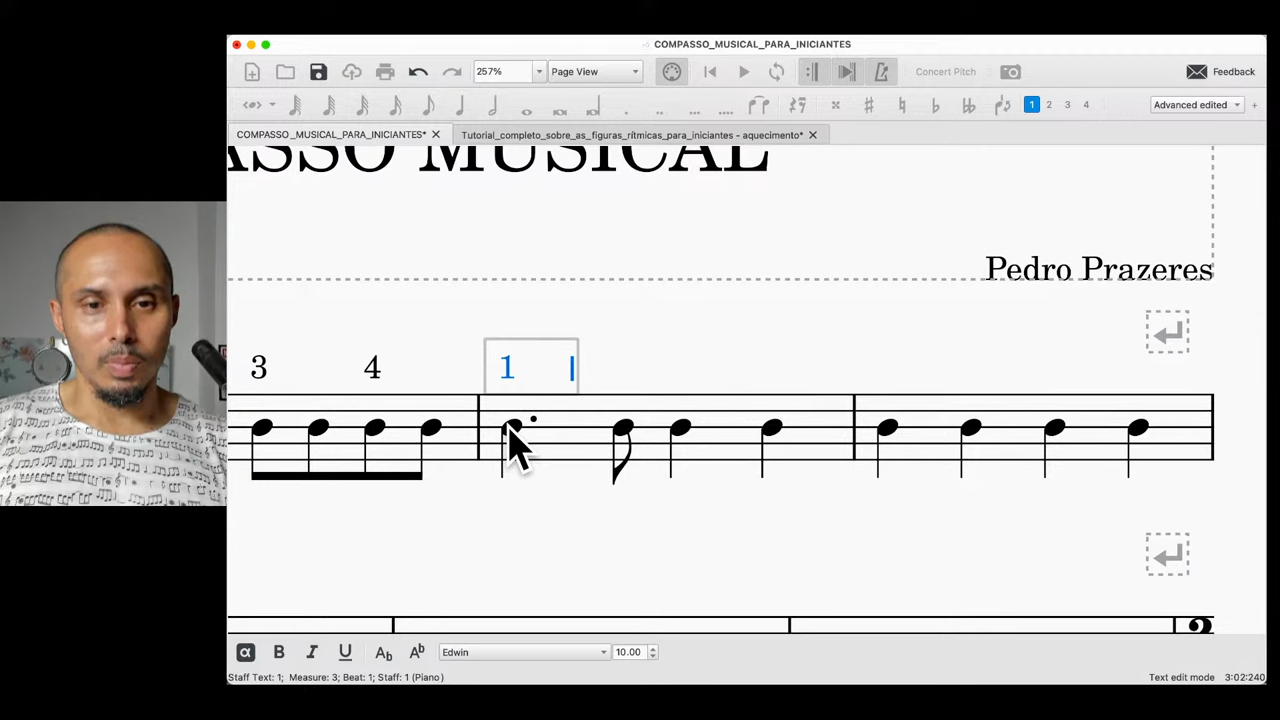 COMPASSO_MUSICAL_PARA_INICIANTES
257%
Page View
Concert Pitch
Feedback
1 2 3 4
Advanced edited
COMPASSO_MUSICAL_PARA_INICIANTES*
Tutorial_completo_sobre_as_figuras_rítmicas_para_iniciantes - aquecimento*
MUSICAL
Pedro Prazeres
3 4 1
B I U Ab Ab
Edwin
10.00
Staff Text: 1; Measure: 3; Beat: 1; Staff: 1 (Piano)
Text edit mode
3:02:240